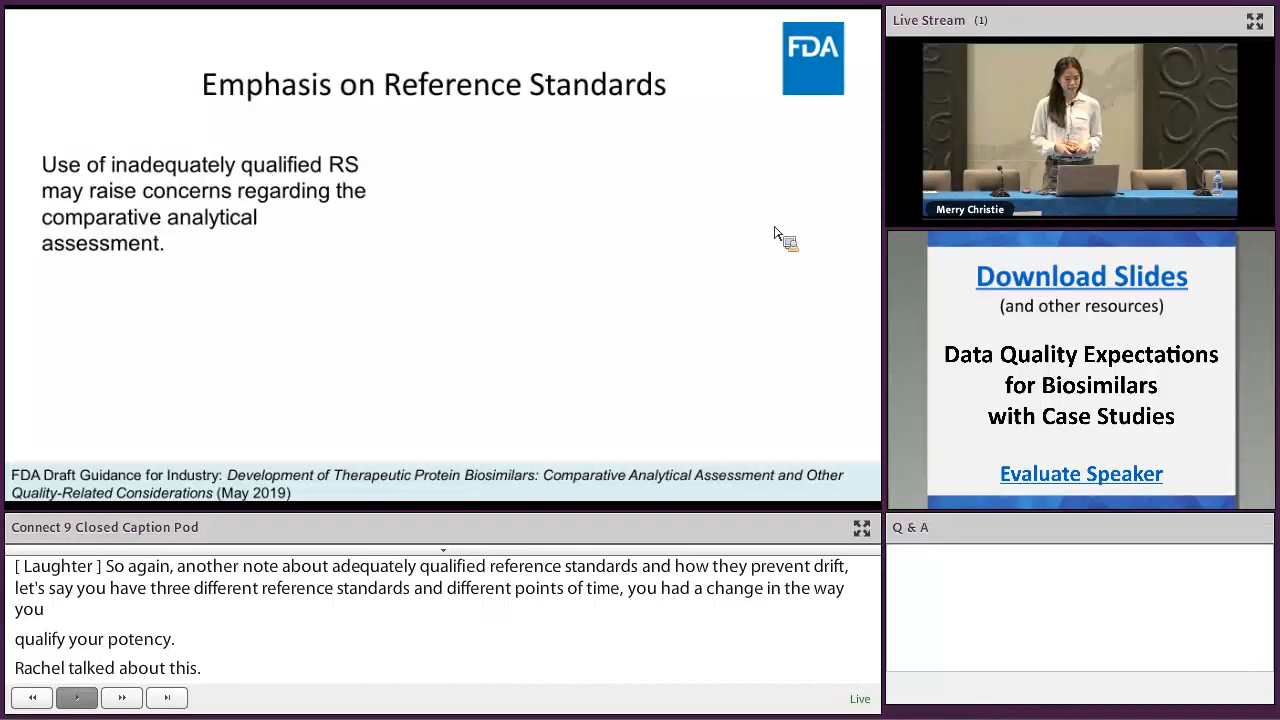 FDA
Emphasis on Reference Standards
Use of inadequately qualified RS
may raise concerns regarding the
comparative analytical
assessment.
FDA Draft Guidance for Industry: Development of Therapeutic Protein Biosimilars: Comparative Analytical Assessment and Other
Quality-Related Considerations (May 2019)
Live Stream (1)
Merry Christie
Download Slides
(and other resources)
Data Quality Expectations
for Biosimilars
with Case Studies
Evaluate Speaker
Connect 9 Closed Caption Pod
[ Laughter ] So again, another note about adequately qualified reference standards and how they prevent drift,
let's say you have three different reference standards and different points of time, you had a change in the way
you
qualify your potency.
Rachel talked about this.
Live
Q & A